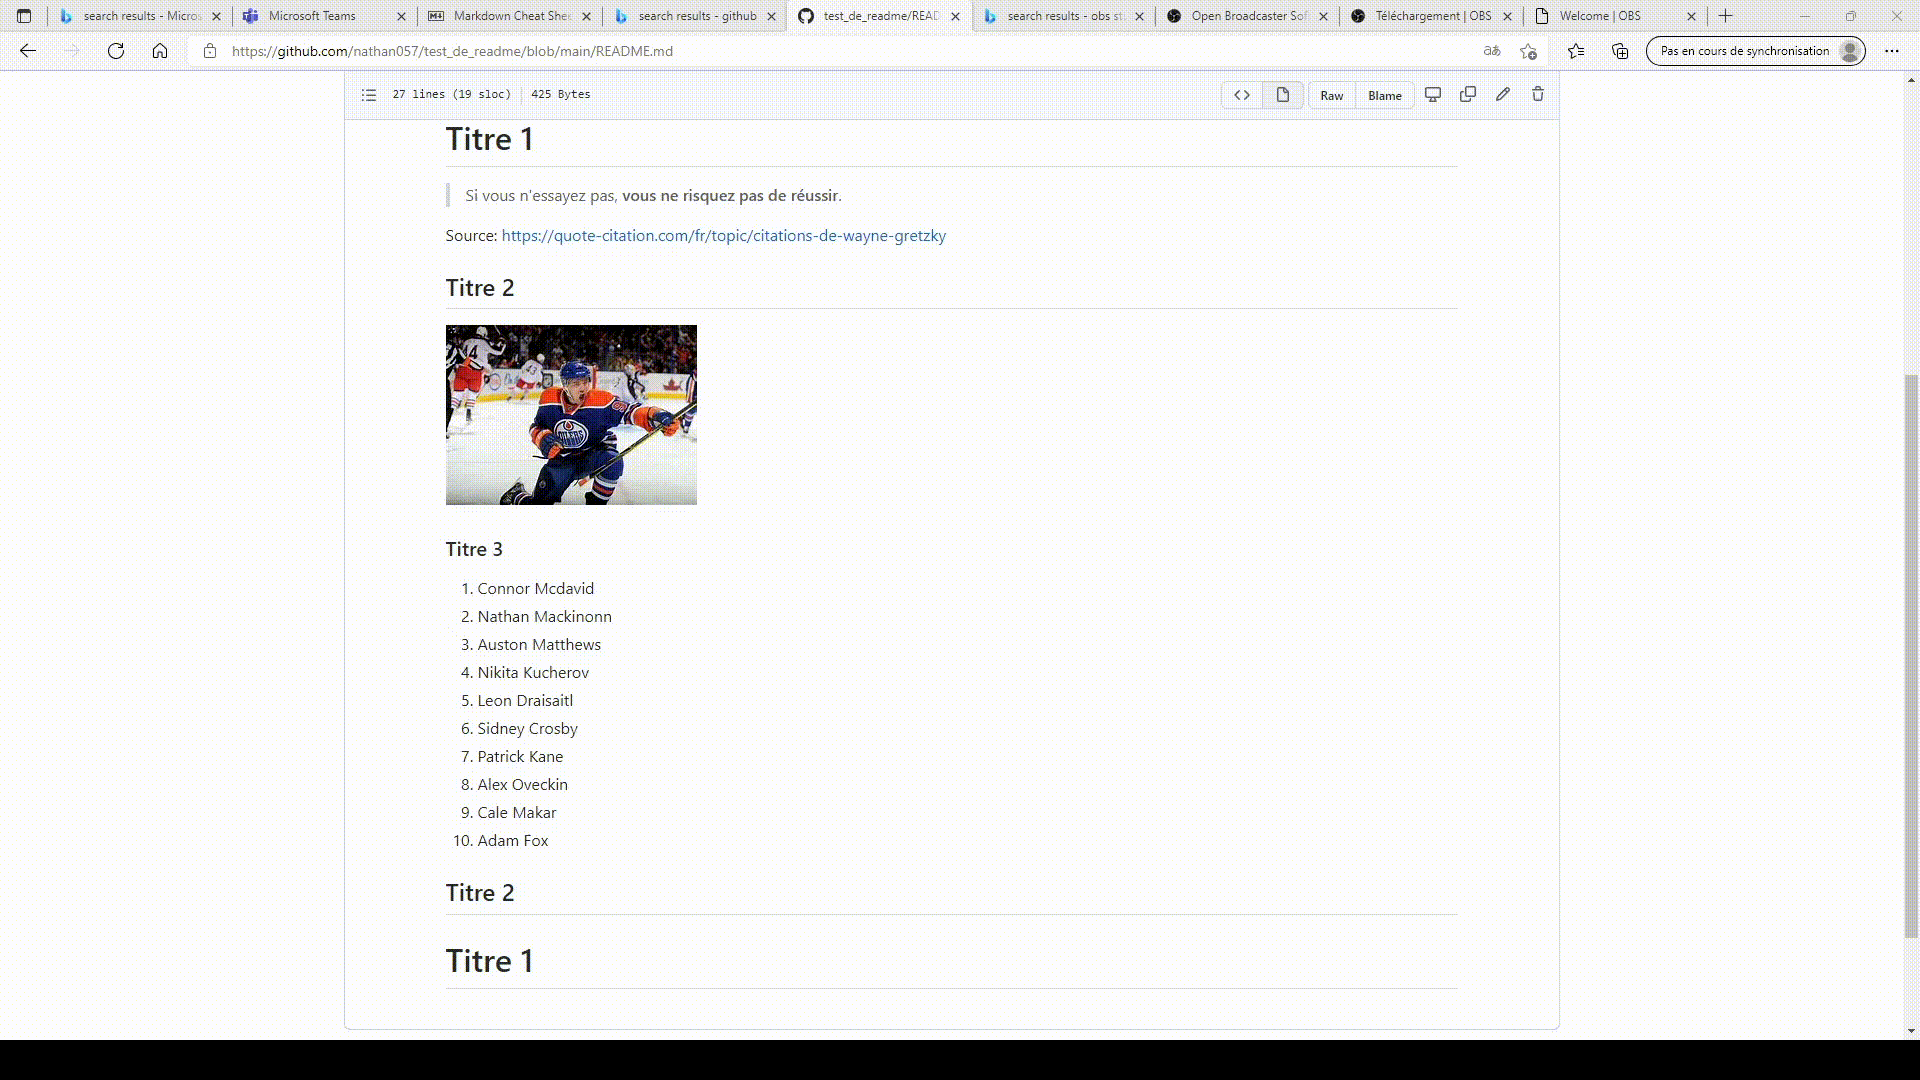 search results - Micros
Microsoft Teams
Markdown Cheat Shee
search results - github
test_de_readme/READ
search results - obs st
Open Broadcaster Sof
Téléchargement | OBS
Welcome | OBS
https://github.com/nathan057/test_de_readme/blob/main/README.md
Pas en cours de synchronisation
27 lines (19 sloc) 425 Bytes
Raw
Blame
Titre 1
Si vous n'essayez pas, vous ne risquez pas de réussir.
Source: https://quote-citation.com/fr/topic/citations-de-wayne-gretzky
Titre 2
44
43
OILERS
Titre 3
1. Connor Mcdavid
2. Nathan Mackinonn
3. Auston Matthews
4. Nikita Kucherov
5. Leon Draisaitl
6. Sidney Crosby
7. Patrick Kane
8. Alex Oveckin
9. Cale Makar
10. Adam Fox
Titre 2
Titre 1